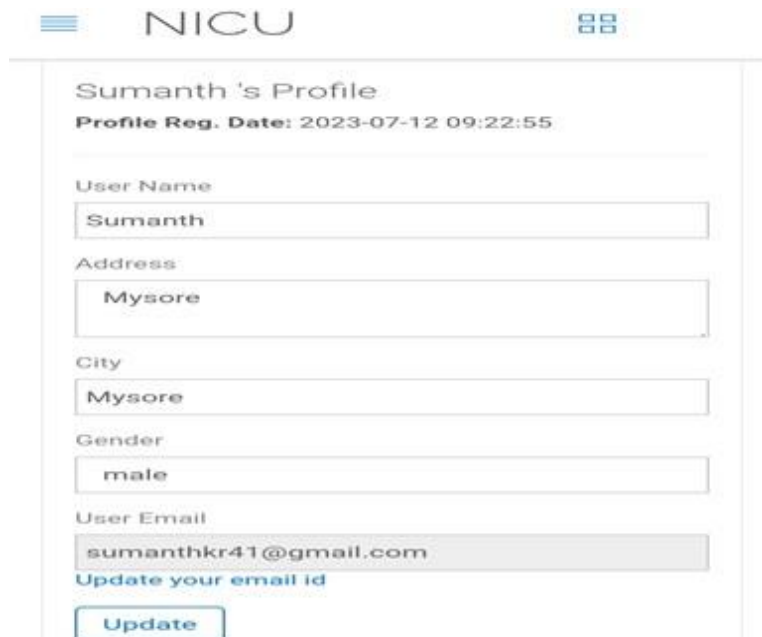 NICU
Sumanth 's Profile
Profile Reg. Date: 2023-07-12 09:22:55
User Name
Sumanth
Address
Mysore
City
Mysore
Gender
male
User Email
sumanthkr41@gmail.com
Update your email id
Update